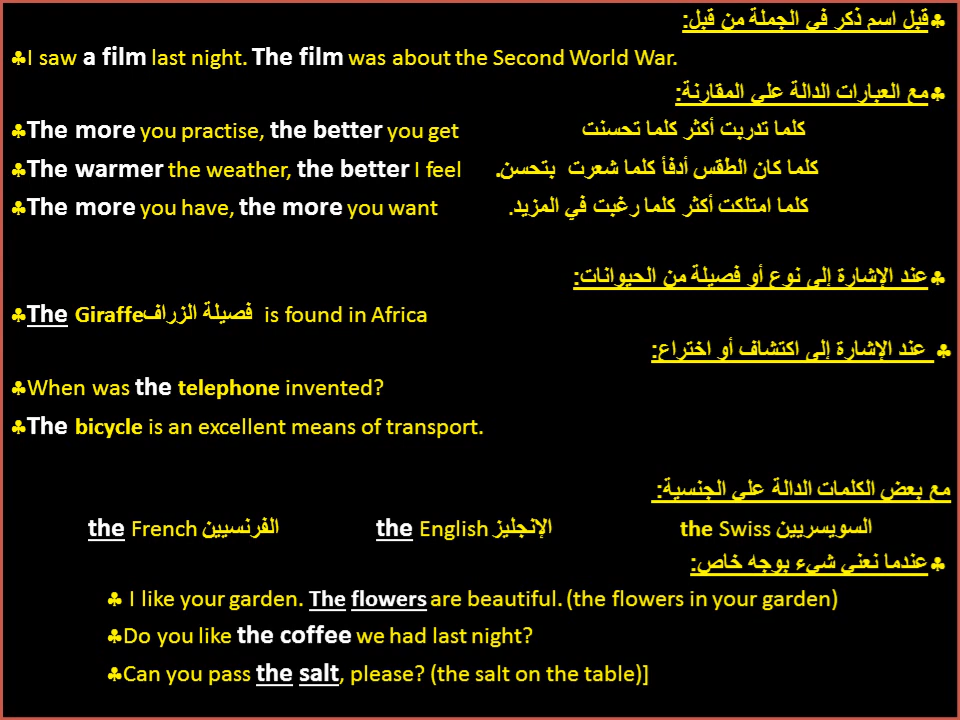 ♣قبل اسم ذكر في الجملة من قبل:
♣I saw a film last night. The film was about the Second World War.
♣مع العبارات الدالة علي المقارنة:
♣The more you practise, the better you get كلما تدربت أكثر كلما تحسنت
♣The warmer the weather, the better I feel كلما كان الطقس أدفأ كلما شعرت بتحسن.
♣The more you have, the more you want كلما امتلكت أكثر كلما رغبت في المزيد.
♣عند الإشارة إلى نوع أو فصيلة من الحيوانات:
♣The Giraffe فصيلة الزراف is found in Africa
♣ عند الإشارة إلى اكتشاف أو اختراع:
♣When was the telephone invented?
♣The bicycle is an excellent means of transport.
مع بعض الكلمات الدالة علي الجنسية:
the French الفرنسيين the English الإنجليز the Swiss السويسريين
♣عندما نعني شيء بوجه خاص:
♣ I like your garden. The flowers are beautiful. (the flowers in your garden)
♣Do you like the coffee we had last night?
♣Can you pass the salt, please? (the salt on the table)]